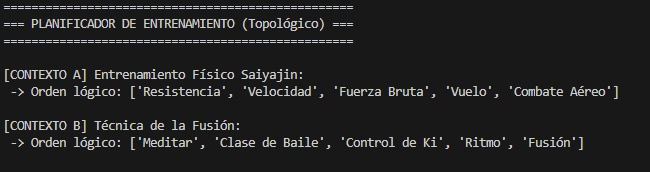 ==================================================
=== PLANIFICADOR DE ENTRENAMIENTO (Topológico) ===
==================================================
[CONTEXTO A] Entrenamiento Físico Saiyajin:
-> Orden lógico: ['Resistencia', 'Velocidad', 'Fuerza Bruta', 'Vuelo', 'Combate Aéreo']
[CONTEXTO B] Técnica de la Fusión:
-> Orden lógico: ['Meditar', 'Clase de Baile', 'Control de Ki', 'Ritmo', 'Fusión']